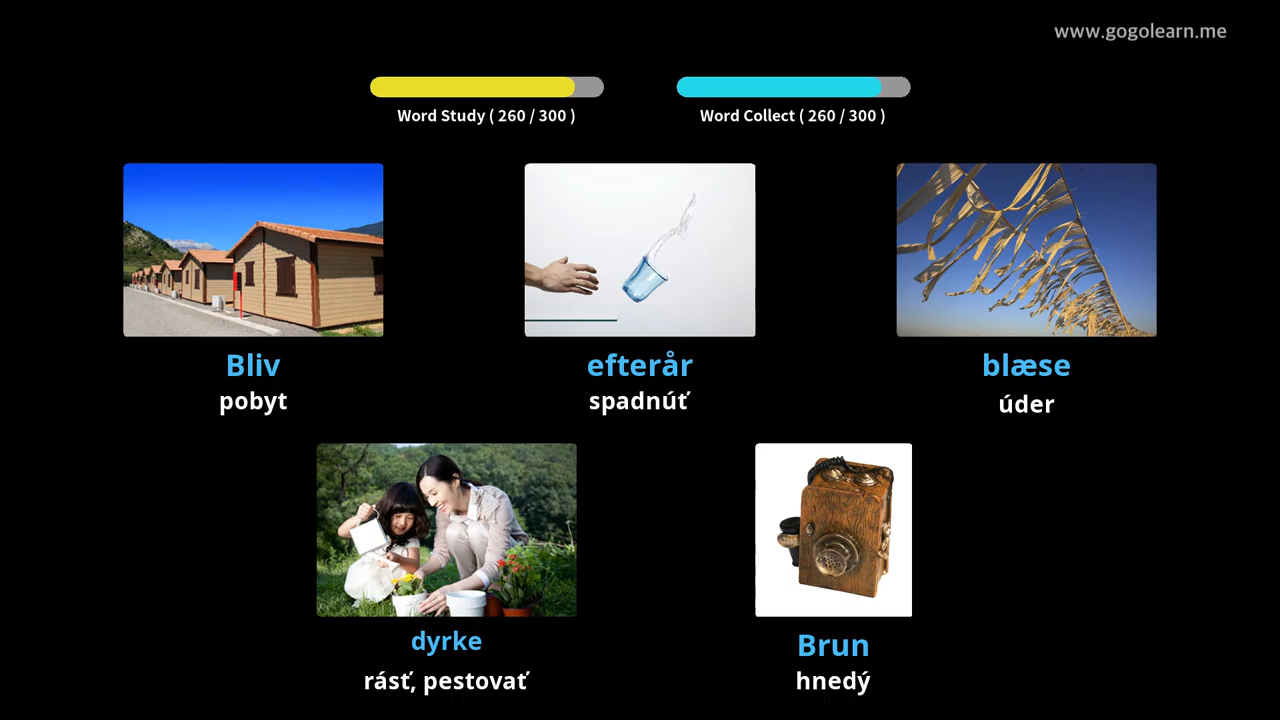 www.gogolearn.me
Word Study ( 260 / 300 )
Word Collect ( 260 / 300 )
Bliv
pobyt
efterår
spadnúť
blæse
úder
dyrke
rásť, pestovať
Brun
hnedý